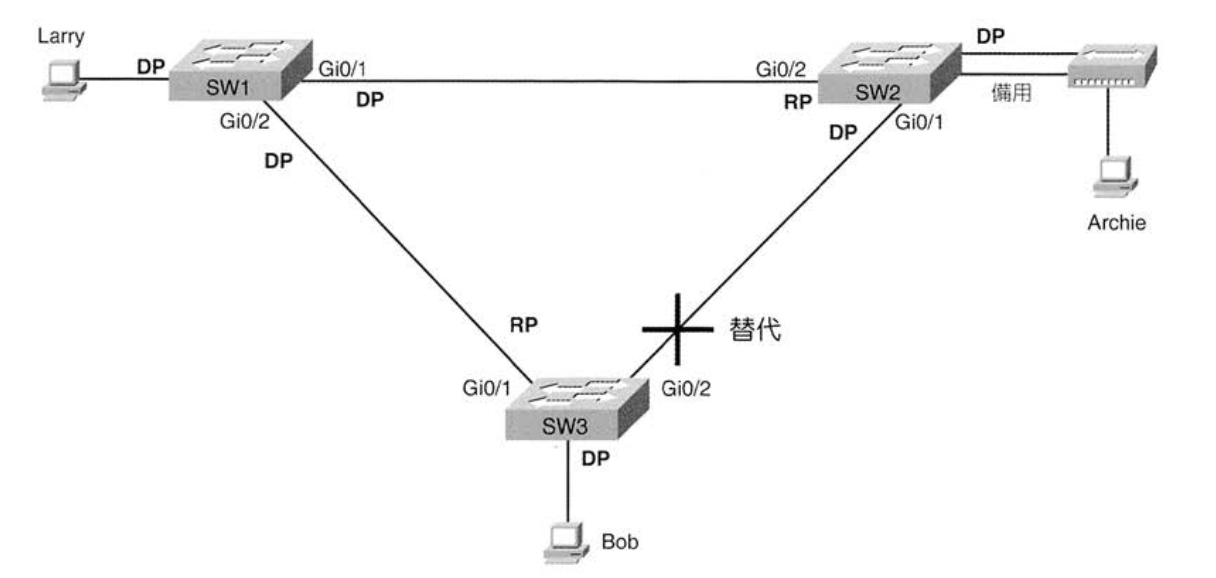 Larry
DP
SW1
Gi0/1
DP
Gi0/2
DP
Gi0/2
RP
SW2
DP
Gi0/1
DP
備用
Archie
RP
替代
Gi0/1
Gi0/2
SW3
DP
Bob